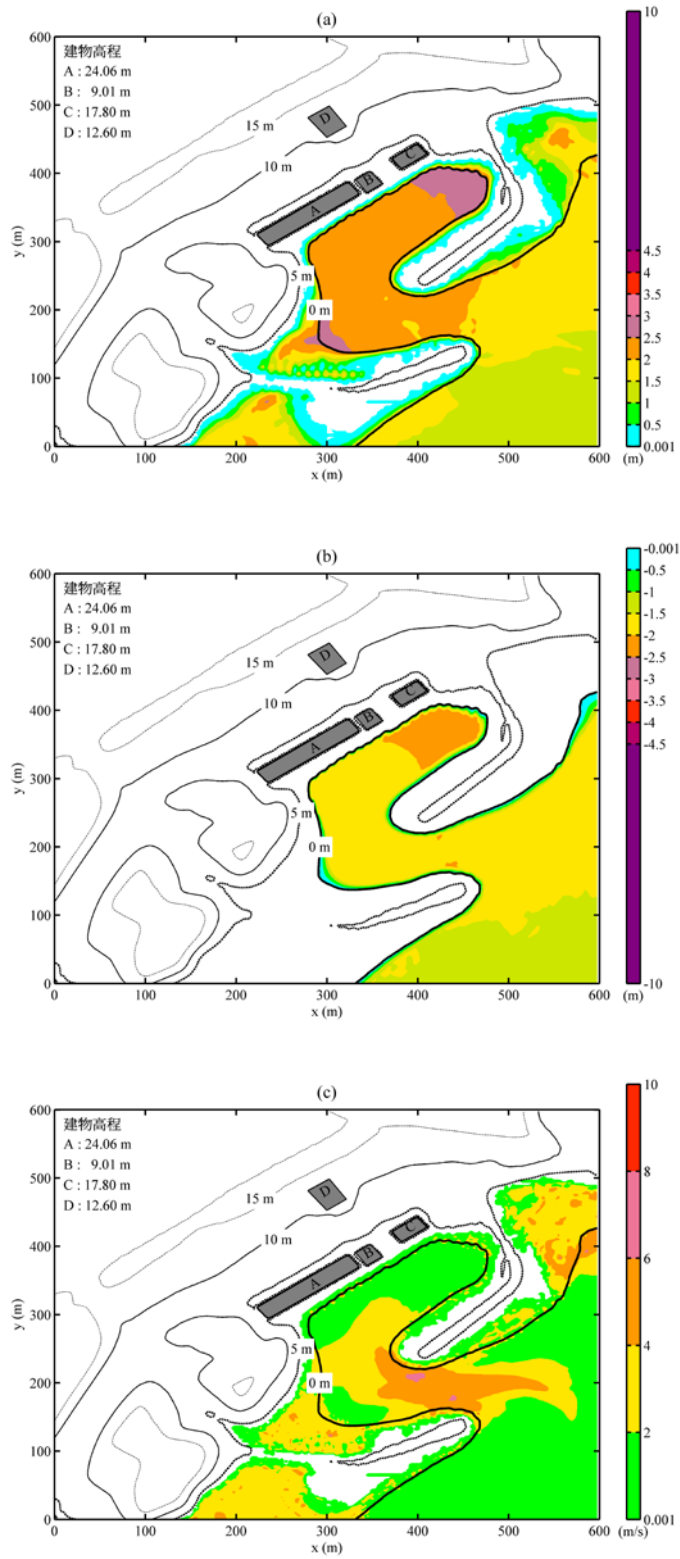 (a)
建物高程
A : 24.06 m
B :   9.01 m
C : 17.80 m
D : 12.60 m
600
500
400
300
200
100
0
y (m)
0
100
200
300
400
500
600
x (m)
15 m
10 m
5 m
0 m
A
B
C
D
10
4.5
4
3.5
3
2.5
2
1.5
1
0.5
0.001
(m)
(b)
建物高程
A : 24.06 m
B :   9.01 m
C : 17.80 m
D : 12.60 m
600
500
400
300
200
100
0
y (m)
0
100
200
300
400
500
600
x (m)
15 m
10 m
5 m
0 m
A
B
C
D
-0.001
-0.5
-1
-1.5
-2
-2.5
-3
-3.5
-4
-4.5
-10
(m)
(c)
建物高程
A : 24.06 m
B :   9.01 m
C : 17.80 m
D : 12.60 m
600
500
400
300
200
100
0
y (m)
0
100
200
300
400
500
600
x (m)
15 m
10 m
5 m
0 m
A
B
C
D
10
8
6
4
2
0.001
(m/s)